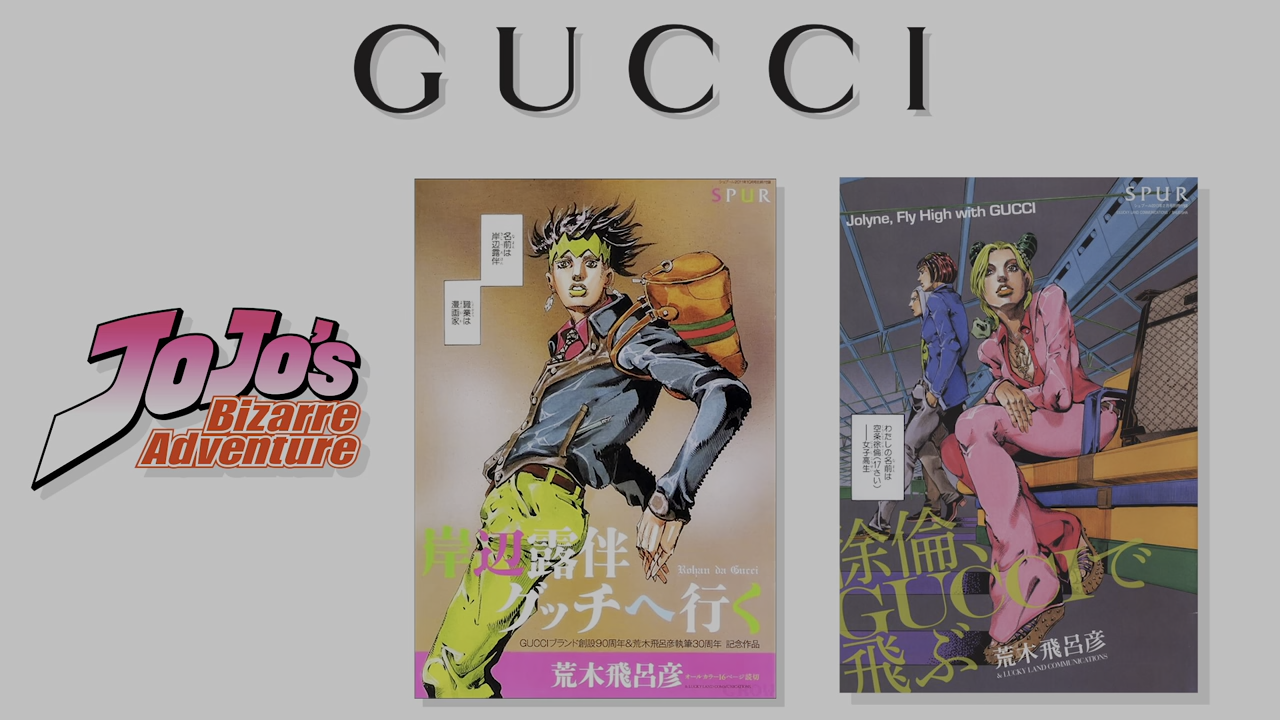 GUCCI
JoJo's
Bizarre
Adventure
SPUR
名前は
岸辺露伴
職業は
漫画家
岸辺露伴
グッチへ行く
Rohan da Gucci
GUCCIブランド創設90周年&荒木飛呂彦執筆30周年 記念作品
荒木飛呂彦
SPUR
Jolyne, Fly High with GUCCI
わたしの名前は
空条徐倫(17さい)
──女子高生
徐倫、
GUCCIで
飛ぶ
荒木飛呂彦
& LUCKY LAND COMMUNICATIONS